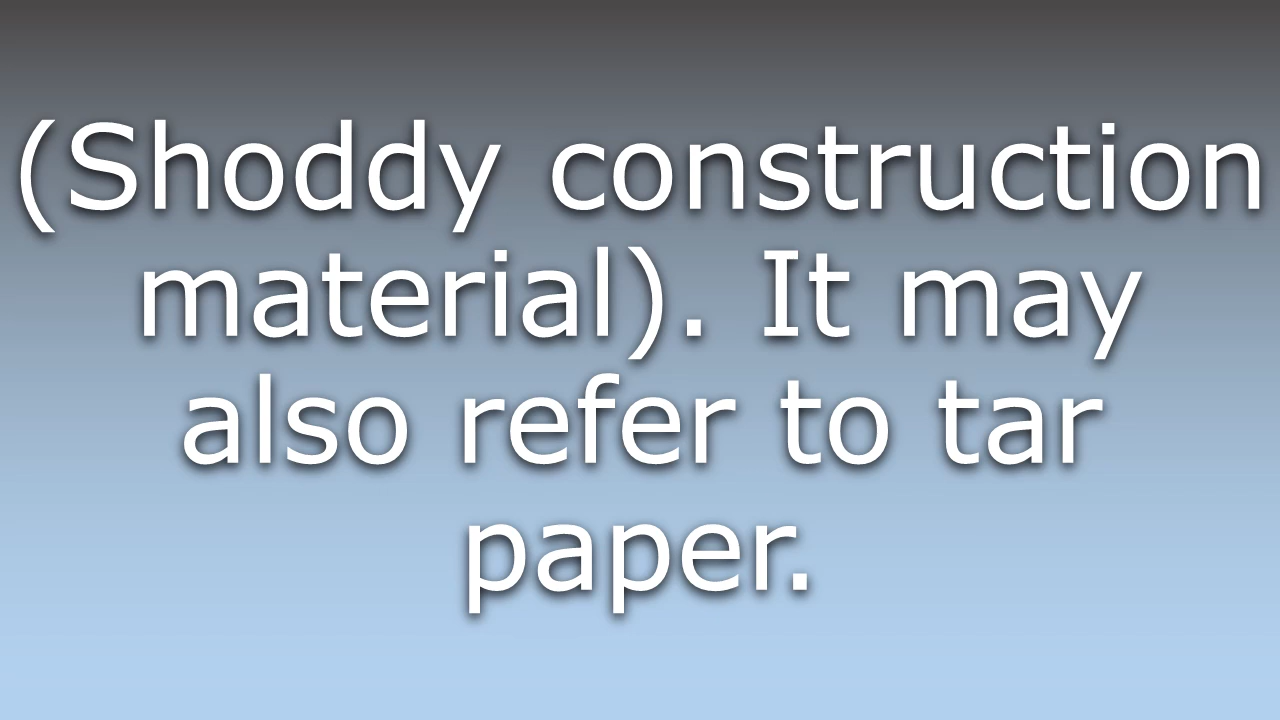 (Shoddy construction
material). It may
also refer to tar
paper.